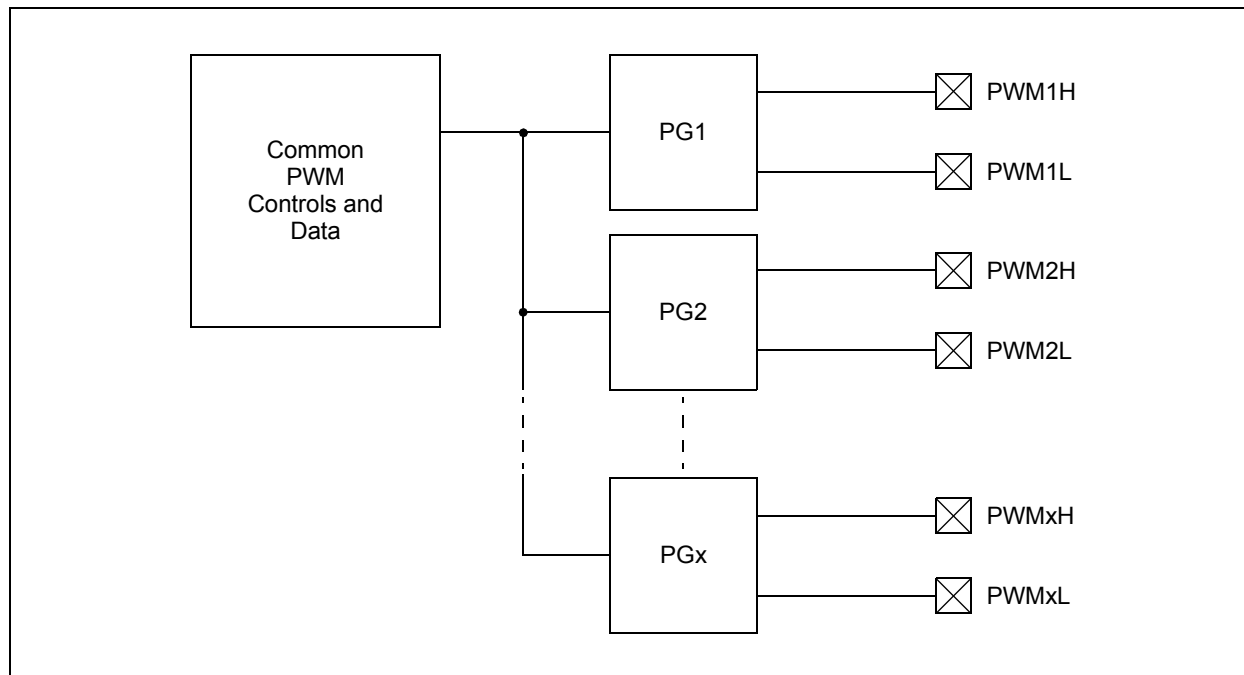 Common
PWM
Controls and
Data
PG1
PWM1H
PWM1L
PG2
PWM2H
PWM2L
PGx
PWMxH
PWMxL